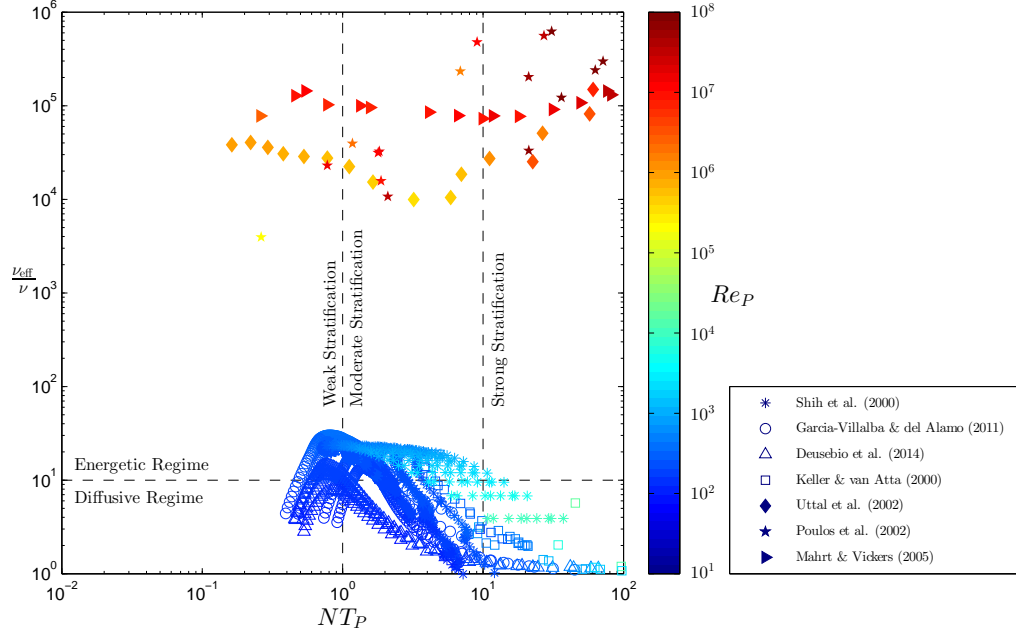 10^6
10^5
10^4
10^3
10^2
10^1
10^0
ν_eff/ν
10^-2
10^-1
10^0
10^1
10^2
NT_P
Weak Stratification
Moderate Stratification
Strong Stratification
Energetic Regime
Diffusive Regime
10^8
10^7
10^6
10^5
10^4
10^3
10^2
10^1
Re_P
Shih et al. (2000)
Garcia-Villalba & del Alamo (2011)
Deusebio et al. (2014)
Keller & van Atta (2000)
Uttal et al. (2002)
Poulos et al. (2002)
Mahrt & Vickers (2005)